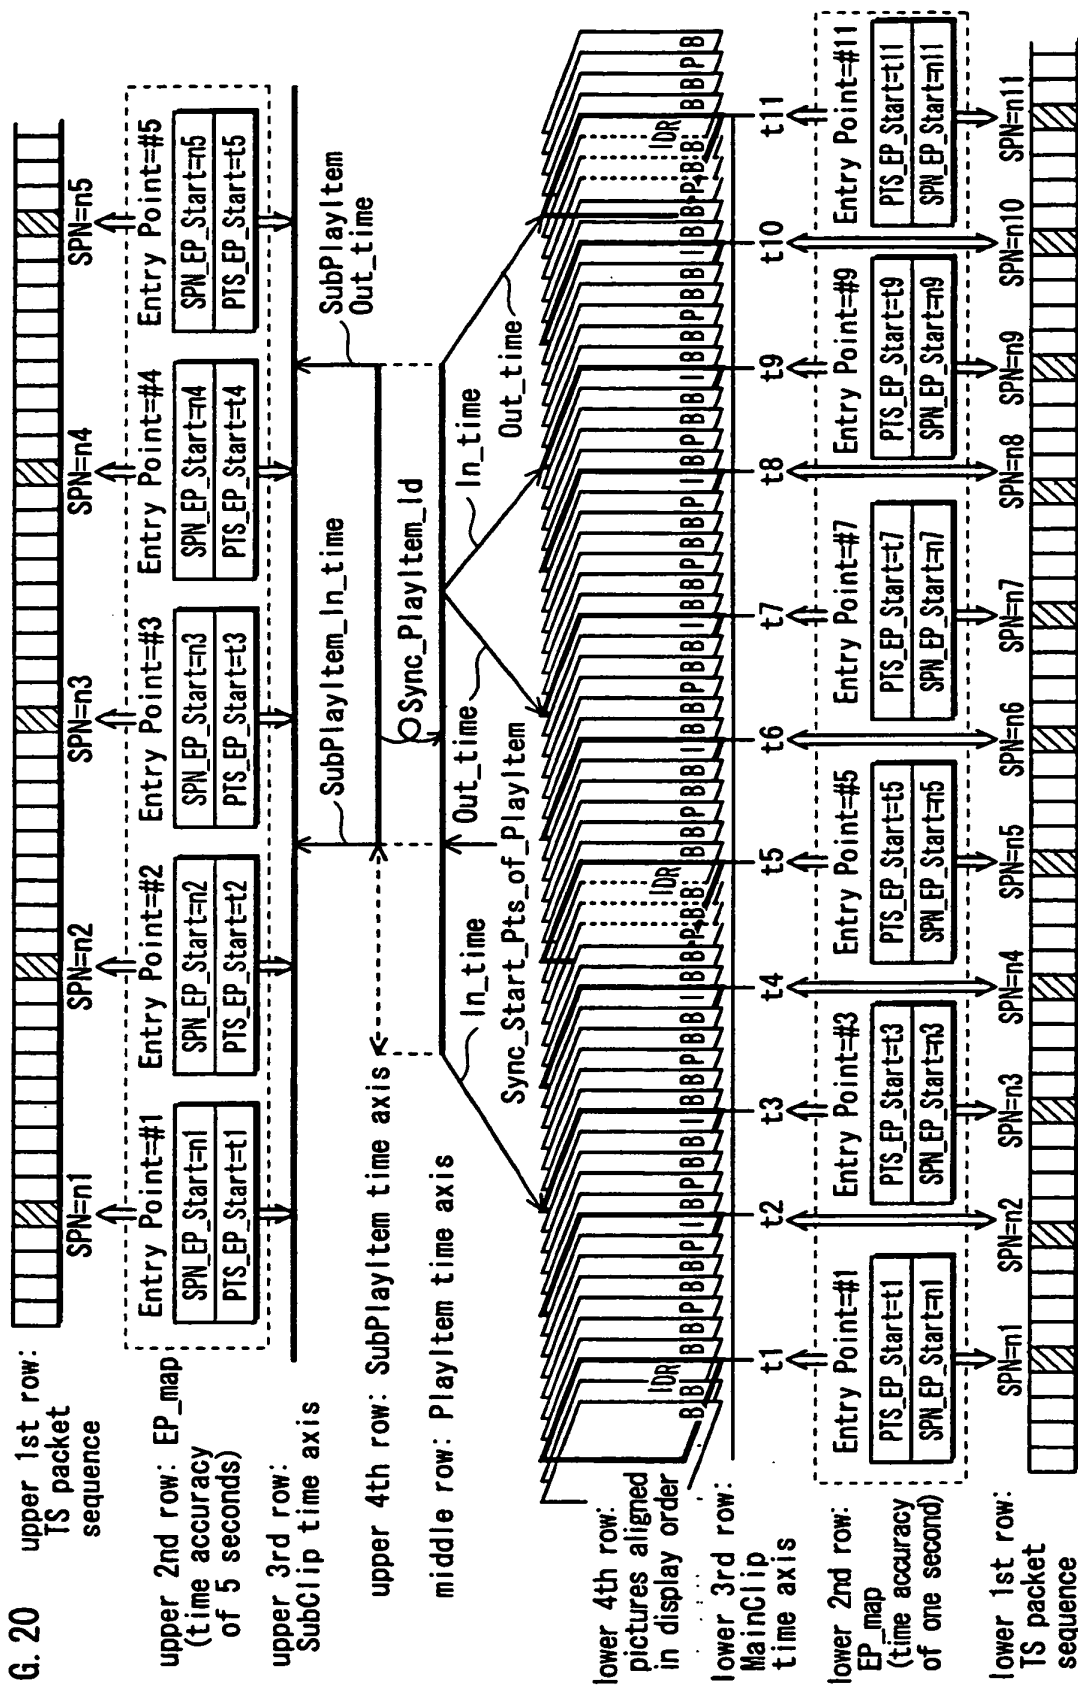 G. 20
upper 1st row:
TS packet
sequence
SPN=n1
SPN=n2
SPN=n3
SPN=n4
SPN=n5
upper 2nd row: EP_map
(time accuracy
of 5 seconds)
Entry Point=#1
SPN_EP_Start=n1
PTS_EP_Start=t1
Entry Point=#2
SPN_EP_Start=n2
PTS_EP_Start=t2
Entry Point=#3
SPN_EP_Start=n3
PTS_EP_Start=t3
Entry Point=#4
SPN_EP_Start=n4
PTS_EP_Start=t4
Entry Point=#5
SPN_EP_Start=n5
PTS_EP_Start=t5
upper 3rd row:
SubClip time axis
SubPlayItem_In_time
SubPlayItem
Out_time
upper 4th row: SubPlayItem time axis
Sync_PlayItem_Id
middle row: PlayItem time axis
In_time
Out_time
In_time
Out_time
Sync_Start_Pts_of_PlayItem
lower 4th row:
pictures aligned
in display order
B B IDR B B P B B P I B B P B B I B B P B B I B B P B B IDR B B P B B I B B P B B I B B P B B P I B B P B B I B B P B B I B B P B B IDR B B P B
lower 3rd row:
MainClip
time axis
t1
t2
t3
t4
t5
t6
t7
t8
t9
t10
t11
lower 2nd row:
EP_map
(time accuracy
of one second)
Entry Point=#1
PTS_EP_Start=t1
SPN_EP_Start=n1
Entry Point=#3
PTS_EP_Start=t3
SPN_EP_Start=n3
Entry Point=#5
PTS_EP_Start=t5
SPN_EP_Start=n5
Entry Point=#7
PTS_EP_Start=t7
SPN_EP_Start=n7
Entry Point=#9
PTS_EP_Start=t9
SPN_EP_Start=n9
Entry Point=#11
PTS_EP_Start=t11
SPN_EP_Start=n11
lower 1st row:
TS packet
sequence
SPN=n1
SPN=n2
SPN=n3
SPN=n4
SPN=n5
SPN=n6
SPN=n7
SPN=n8
SPN=n9
SPN=n10
SPN=n11